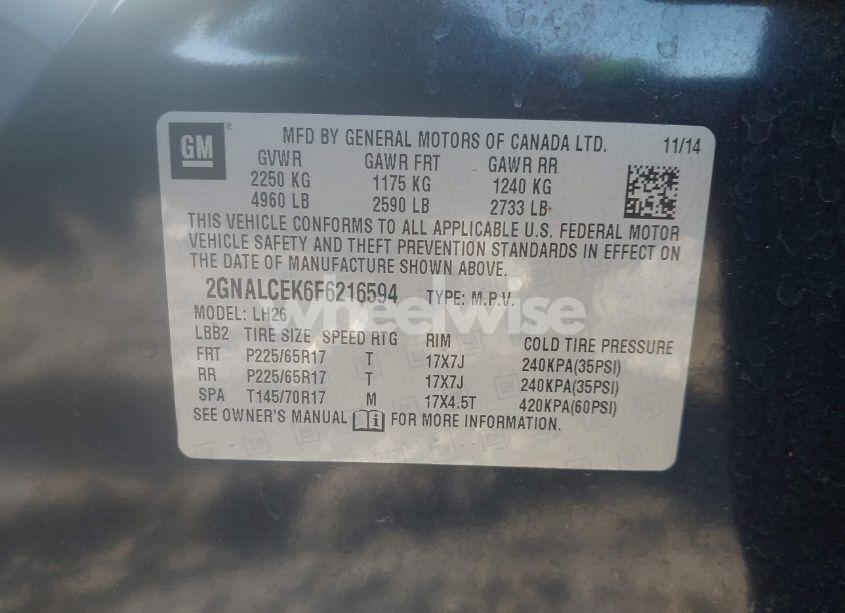 GM ® MFD BY GENERAL MOTORS OF CANADA LTD. 11/14
GVWR GAWR FRT GAWR RR
2250 KG 1175 KG 1240 KG
4960 LB 2590 LB 2733 LB
THIS VEHICLE CONFORMS TO ALL APPLICABLE U.S. FEDERAL MOTOR
VEHICLE SAFETY AND THEFT PREVENTION STANDARDS IN EFFECT ON
THE DATE OF MANUFACTURE SHOWN ABOVE.
2GNALCEK6F6216594 TYPE: M.P.V.
wheelwise
MODEL: LH26
LBB2 TIRE SIZE SPEED RTG RIM COLD TIRE PRESSURE
FRT P225/65R17 T 17X7J 240KPA(35PSI)
RR P225/65R17 T 17X7J 240KPA(35PSI)
SPA T145/70R17 M 17X4.5T 420KPA(60PSI)
SEE OWNER'S MANUAL i FOR MORE INFORMATION.